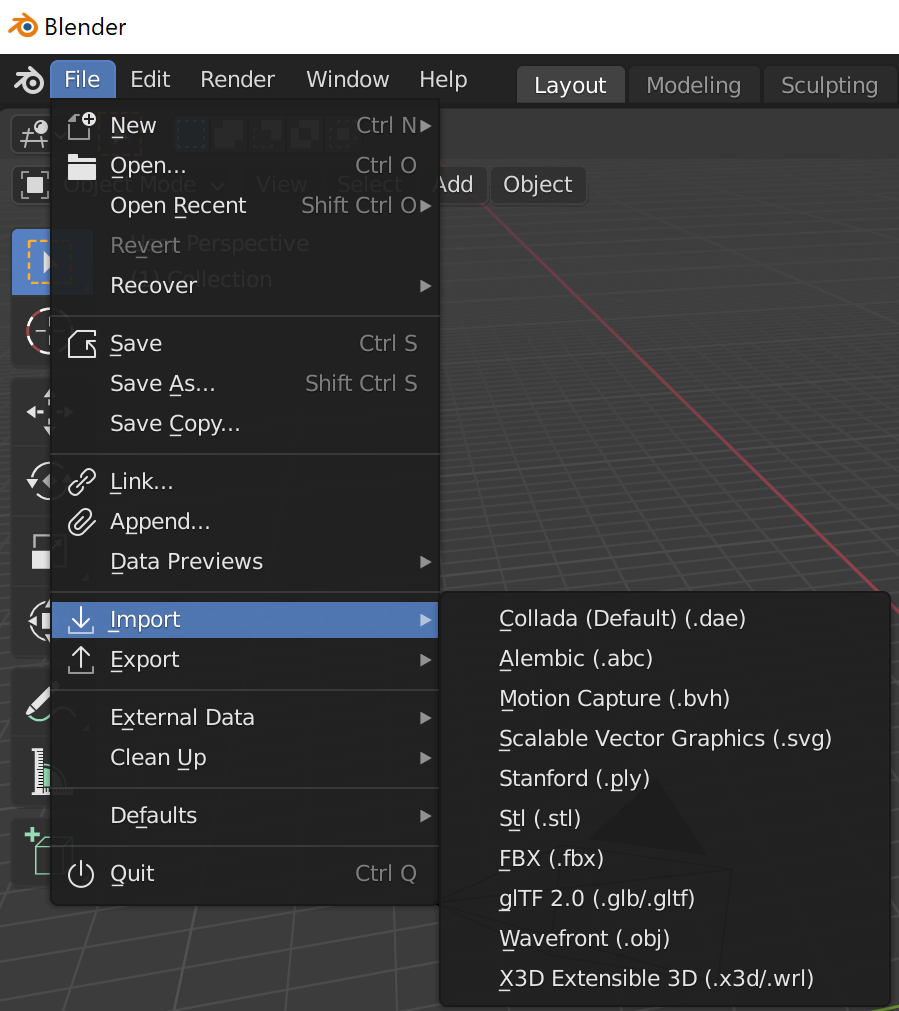 Blender
File Edit Render Window Help Layout Modeling Sculpting
New Ctrl N
Open... Ctrl O
Object Mode View Select Add Object
Open Recent Shift Ctrl O
Revert Perspective
(1) Collection
Recover
Save Ctrl S
Save As... Shift Ctrl S
Save Copy...
Link...
Append...
Data Previews
Import
Export
External Data
Clean Up
Defaults
Quit Ctrl Q
Collada (Default) (.dae)
Alembic (.abc)
Motion Capture (.bvh)
Scalable Vector Graphics (.svg)
Stanford (.ply)
Stl (.stl)
FBX (.fbx)
glTF 2.0 (.glb/.gltf)
Wavefront (.obj)
X3D Extensible 3D (.x3d/.wrl)